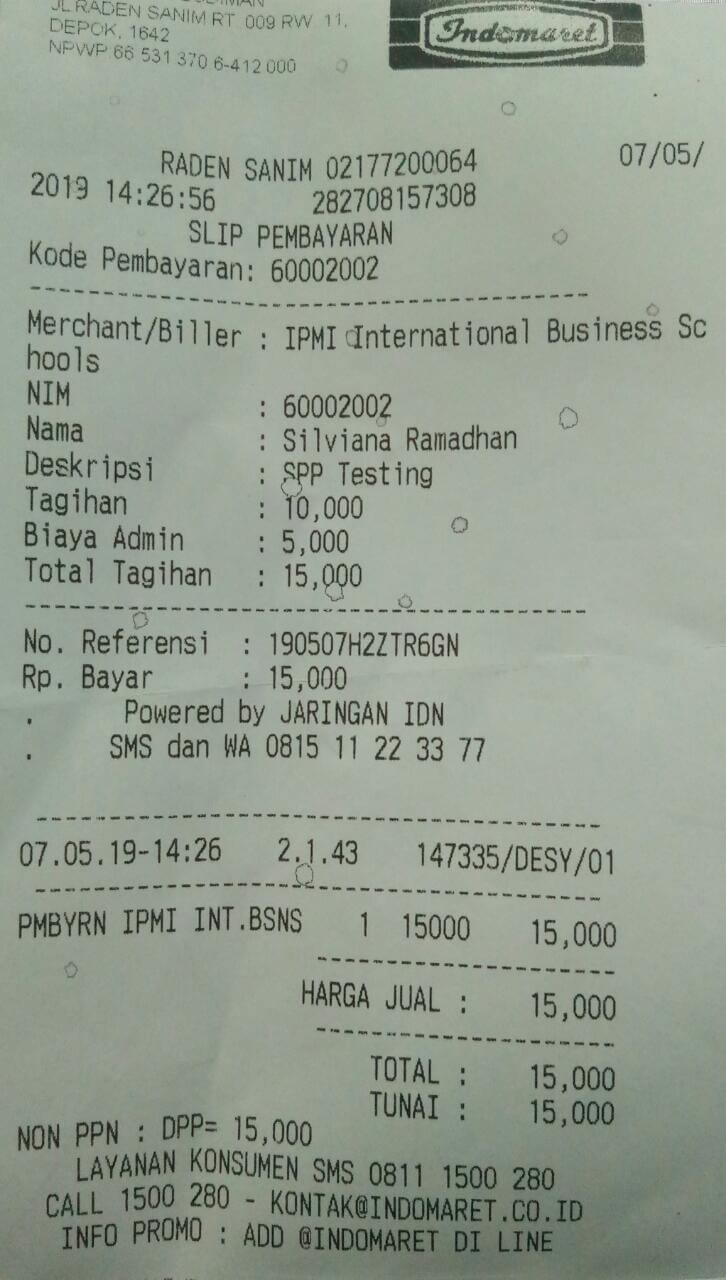 JL RADEN SANIM RT 009 RW 11,
DEPOK, 1642
NPWP 66 531 370 6-412 000
Indomaret
RADEN SANIM 02177200064 07/05/
2019 14:26:56 282708157308
SLIP PEMBAYARAN
Kode Pembayaran: 60002002
Merchant/Biller : IPMI International Business Sc
hools
NIM : 60002002
Nama : Silviana Ramadhan
Deskripsi : SPP Testing
Tagihan : 10,000
Biaya Admin : 5,000
Total Tagihan : 15,000
No. Referensi : 190507H2ZTR6GN
Rp. Bayar : 15,000
. Powered by JARINGAN IDN
. SMS dan WA 0815 11 22 33 77
07.05.19-14:26 2.1.43 147335/DESY/01
PMBYRN IPMI INT.BSNS 1 15000 15,000
HARGA JUAL : 15,000
TOTAL : 15,000
TUNAI : 15,000
NON PPN : DPP= 15,000
LAYANAN KONSUMEN SMS 0811 1500 280
CALL 1500 280 - KONTAK@INDOMARET.CO.ID
INFO PROMO : ADD @INDOMARET DI LINE